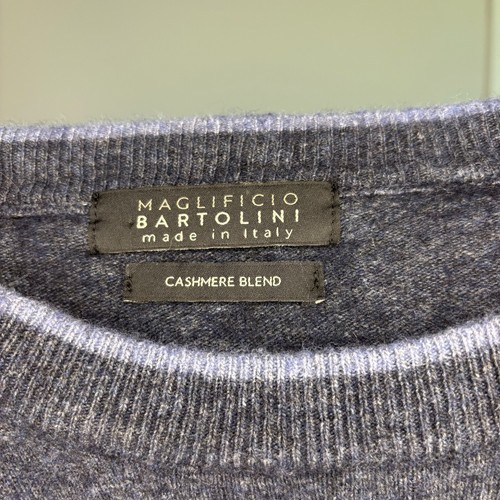 MAGLIFICIO
BARTOLINI
made in Italy
CASHMERE BLEND